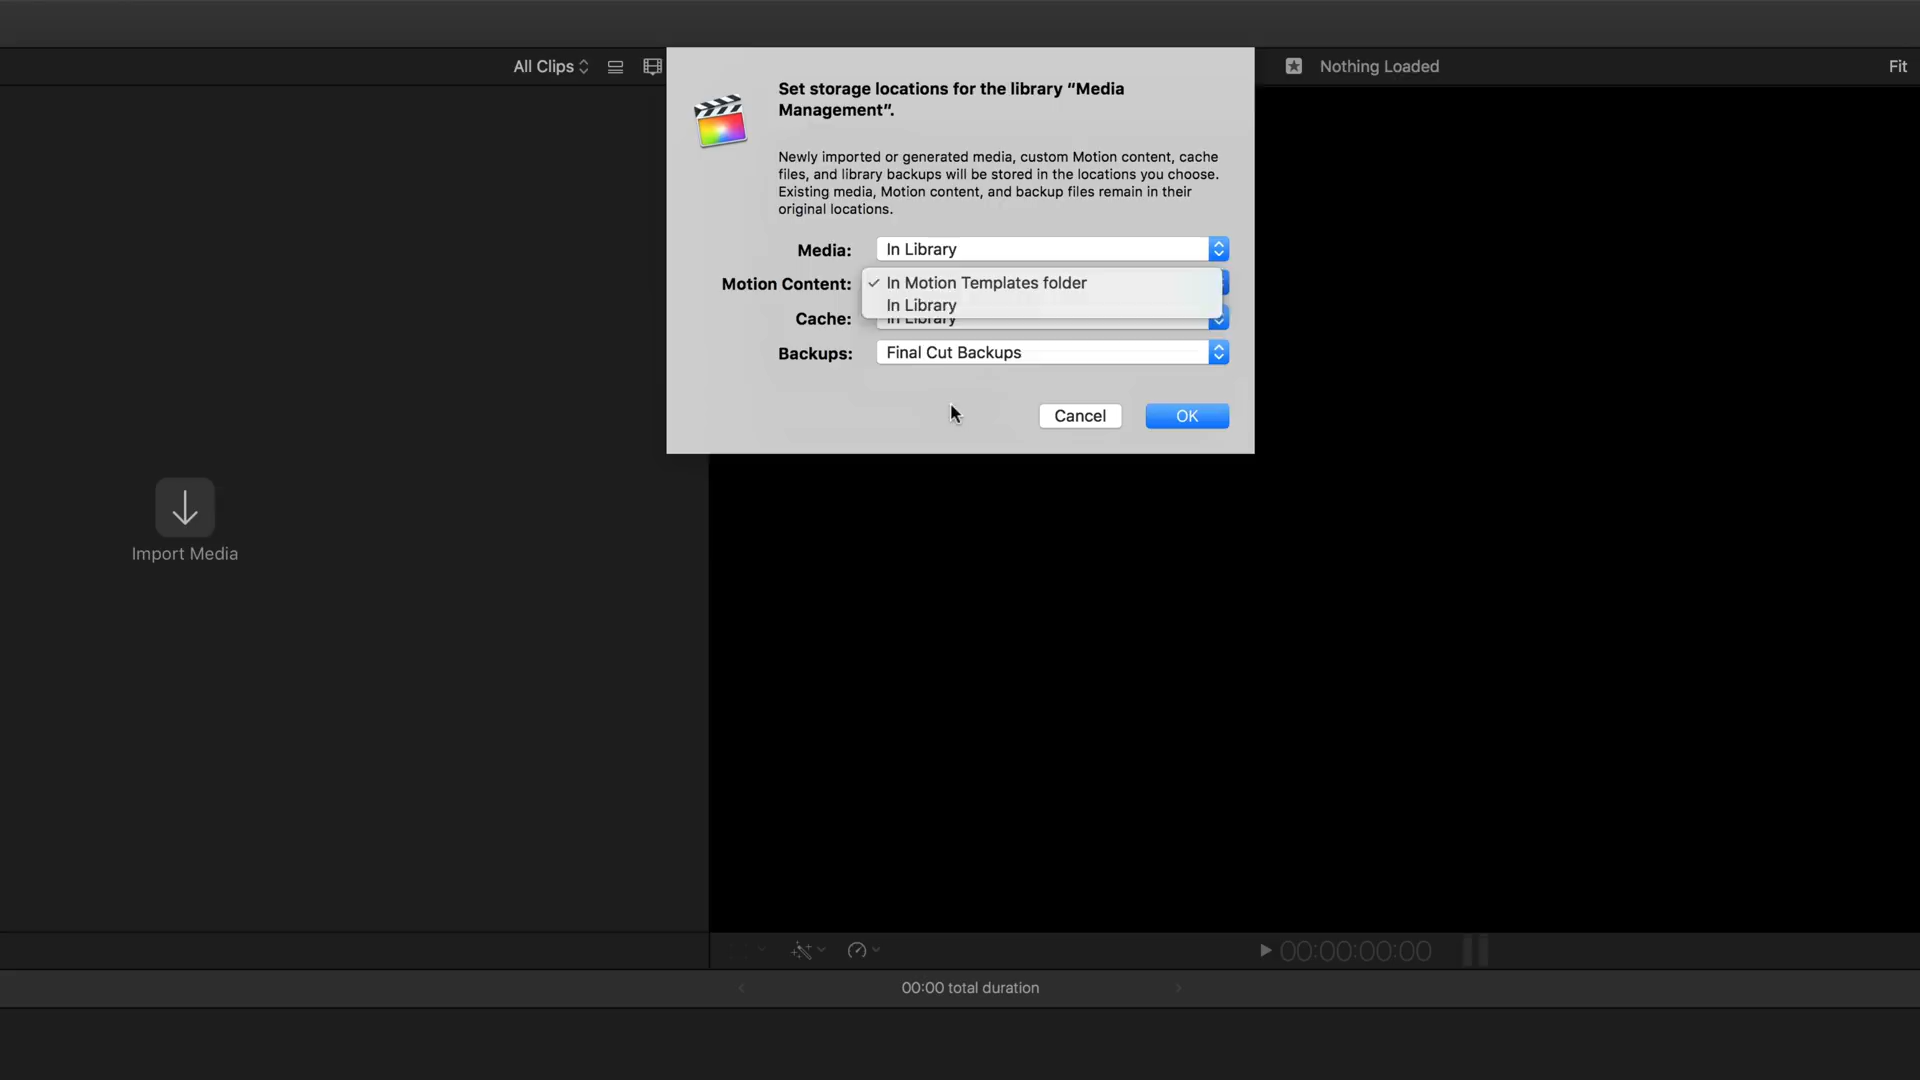 All Clips
Nothing Loaded
Fit
Set storage locations for the library “Media
Management”.
Newly imported or generated media, custom Motion content, cache
files, and library backups will be stored in the locations you choose.
Existing media, Motion content, and backup files remain in their
original locations.
Media: In Library
Motion Content: ✓ In Motion Templates folder
In Library
Cache: In Library
Backups: Final Cut Backups
Cancel OK
Import Media
00:00:00:00
00:00 total duration